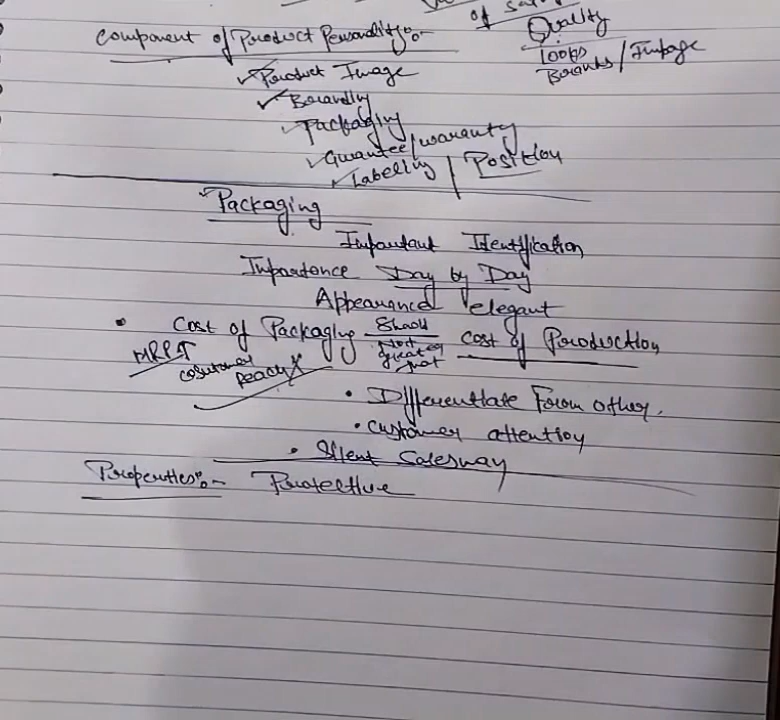 of
Quality
Component of Product Personality:-
Looks
Brands / Image
Product Image
Branding
Packaging
Guarantee/waranty
Labelling / Position
Packaging
Important Identification
Importance Day by Day
Appearance elegant
Cost of Packaging Should not greater Cost of Production
MRP↑
customer reach X
Differentiate From other.
Customer attention
Silent Salesman
Properties:- Protective